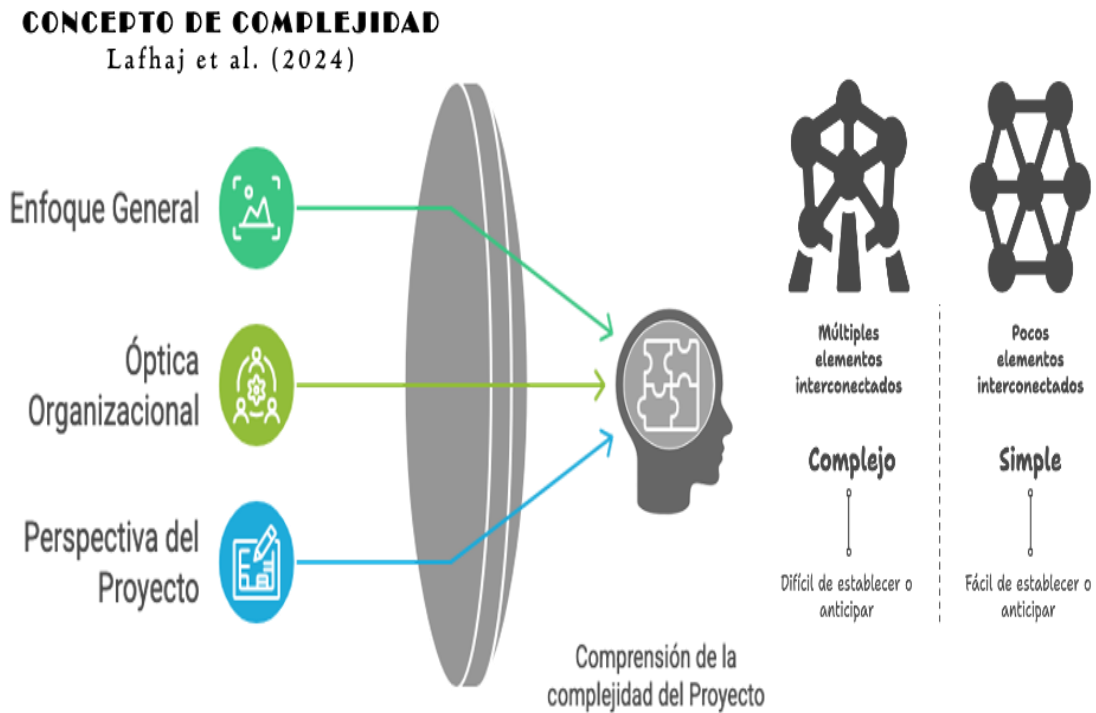 CONCEPTO DE COMPLEJIDAD
Lafhaj et al. (2024)
Enfoque General
Óptica
Organizacional
Perspectiva del
Proyecto
Comprensión de la
complejidad del Proyecto
Múltiples
elementos
interconectados
Complejo
Difícil de establecer o
anticipar
Pocos
elementos
interconectados
Simple
Fácil de establecer o
anticipar